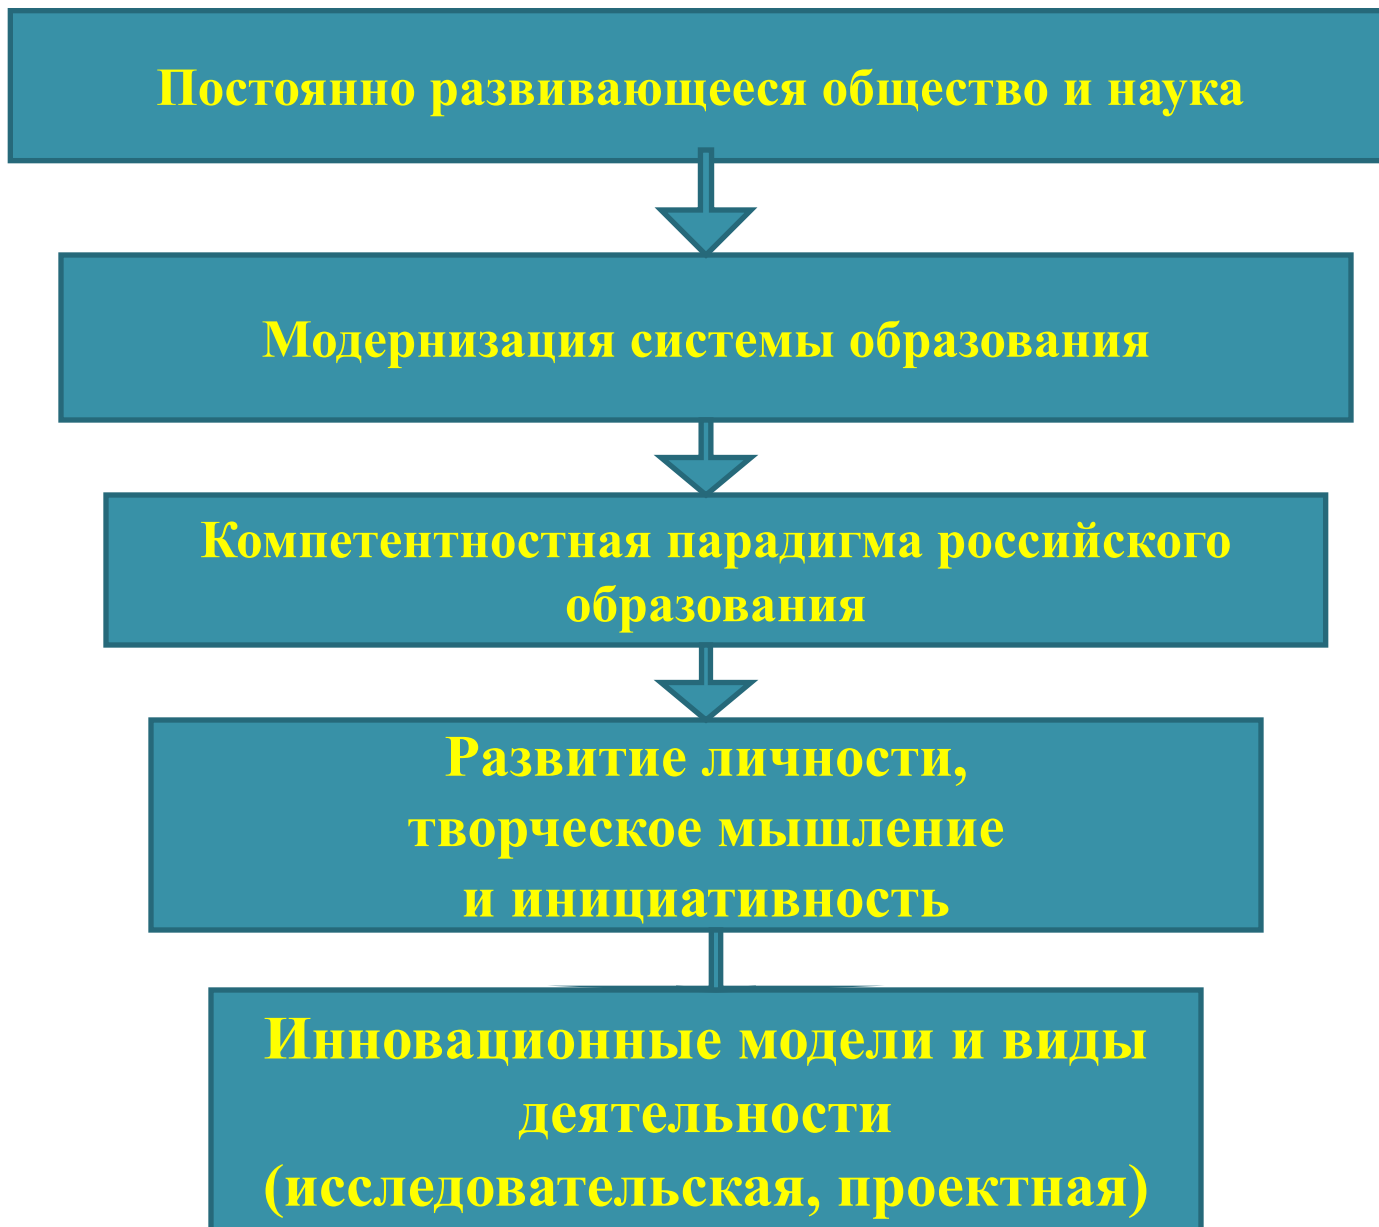 Постоянно развивающееся общество и наука
Модернизация системы образования
Компетентностная парадигма российского
образования
Развитие личности,
творческое мышление
и инициативность
Инновационные модели и виды
деятельности
(исследовательская, проектная)